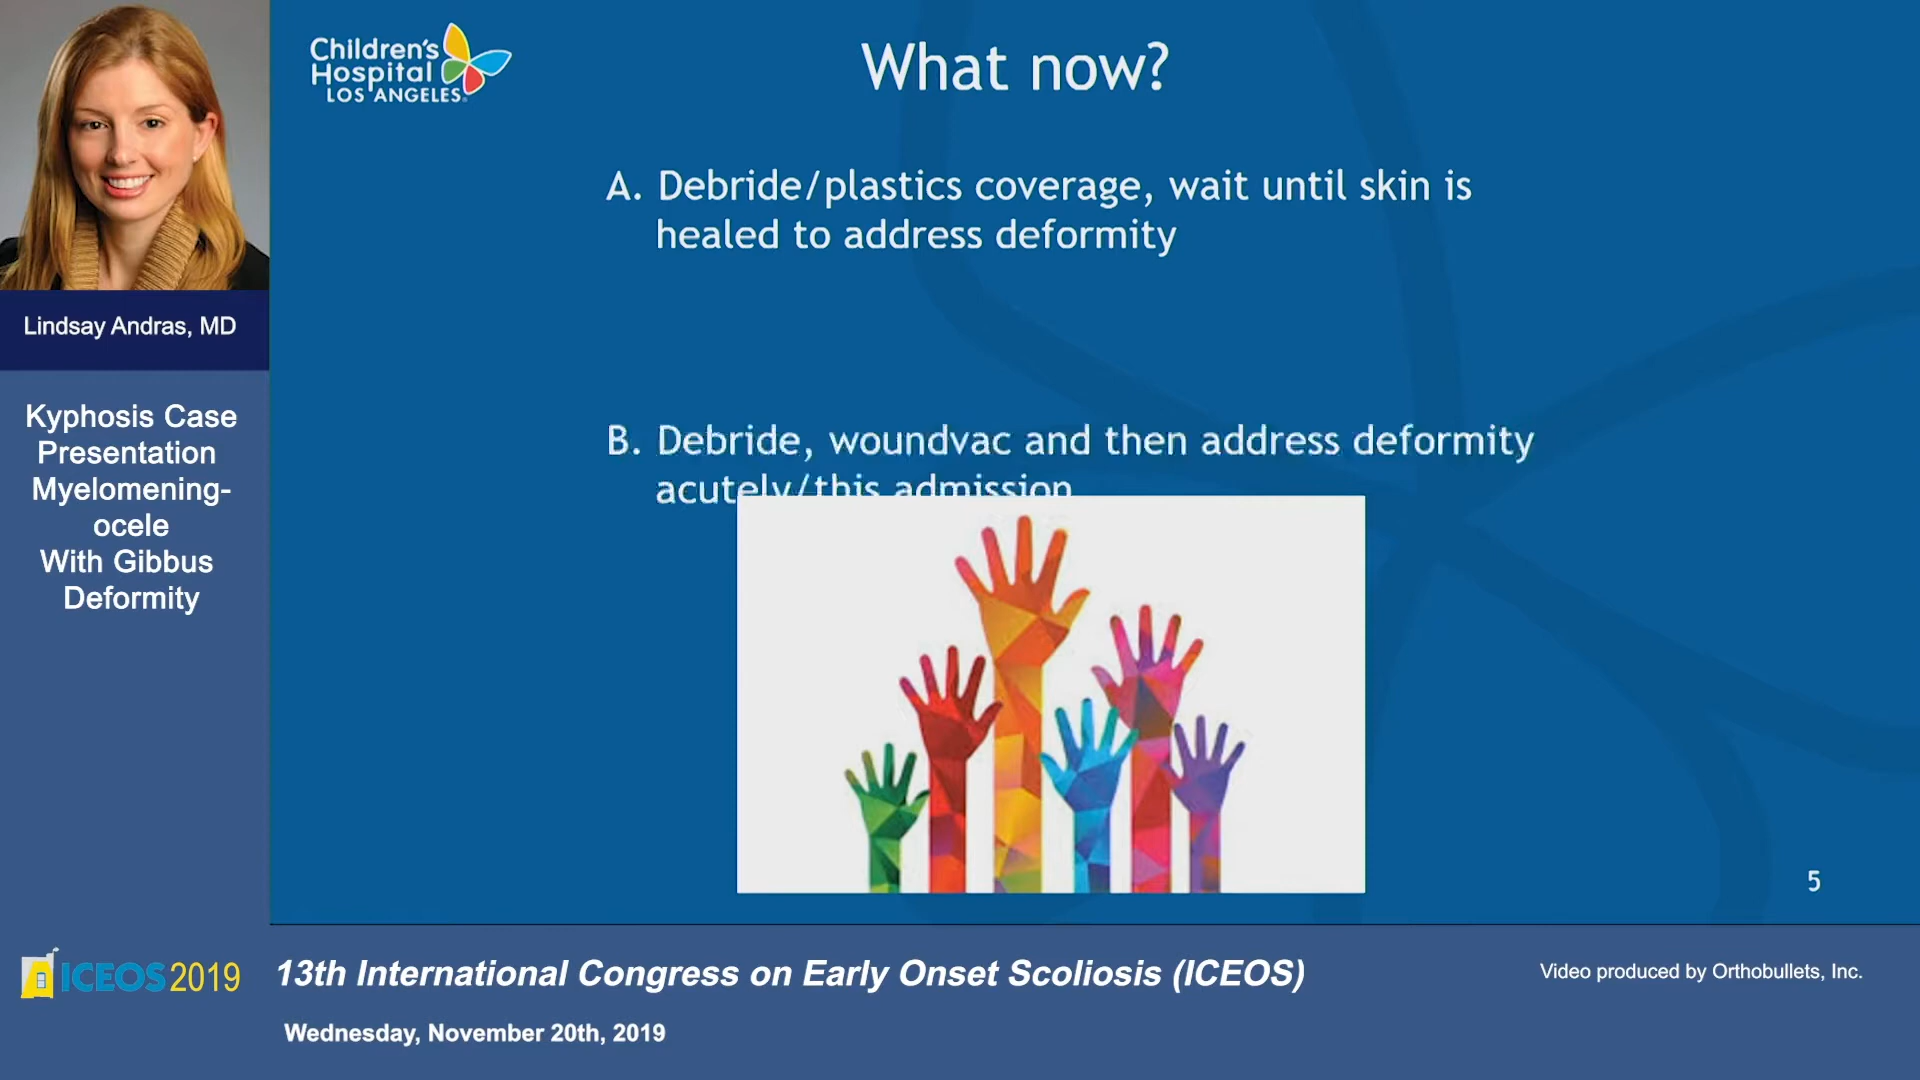 Children's
Hospital
LOS ANGELES
What now?
A. Debride/plastics coverage, wait until skin is
healed to address deformity
B. Debride, woundvac and then address deformity
acutely/this admission
5
Lindsay Andras, MD
Kyphosis Case
Presentation
Myelomening-
ocele
With Gibbus
Deformity
ICEOS 2019
13th International Congress on Early Onset Scoliosis (ICEOS)
Wednesday, November 20th, 2019
Video produced by Orthobullets, Inc.